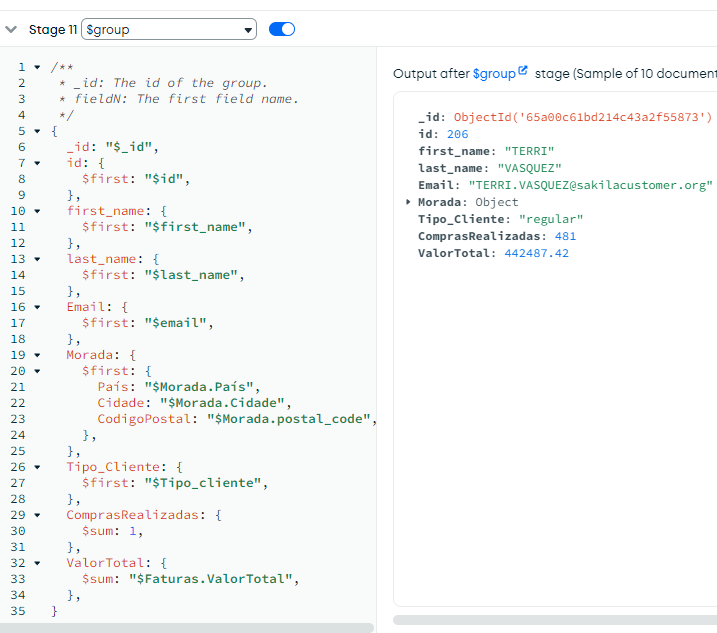 Stage 11 $group
1 /**
2 * _id: The id of the group.
3 * fieldN: The first field name.
4 */
5 {
6 _id: "$_id",
7 id: {
8 $first: "$id",
9 },
10 first_name: {
11 $first: "$first_name",
12 },
13 last_name: {
14 $first: "$last_name",
15 },
16 Email: {
17 $first: "$email",
18 },
19 Morada: {
20 $first: {
21 País: "$Morada.País",
22 Cidade: "$Morada.Cidade",
23 CodigoPostal: "$Morada.postal_code",
24 },
25 },
26 Tipo_Cliente: {
27 $first: "$Tipo_cliente",
28 },
29 ComprasRealizadas: {
30 $sum: 1,
31 },
32 ValorTotal: {
33 $sum: "$Faturas.ValorTotal",
34 },
35 }
Output after $group stage (Sample of 10 document
_id: ObjectId('65a00c61bd214c43a2f55873')
id: 206
first_name: "TERRI"
last_name: "VASQUEZ"
Email: "TERRI.VASQUEZ@sakilacustomer.org"
Morada: Object
Tipo_Cliente: "regular"
ComprasRealizadas: 481
ValorTotal: 442487.42